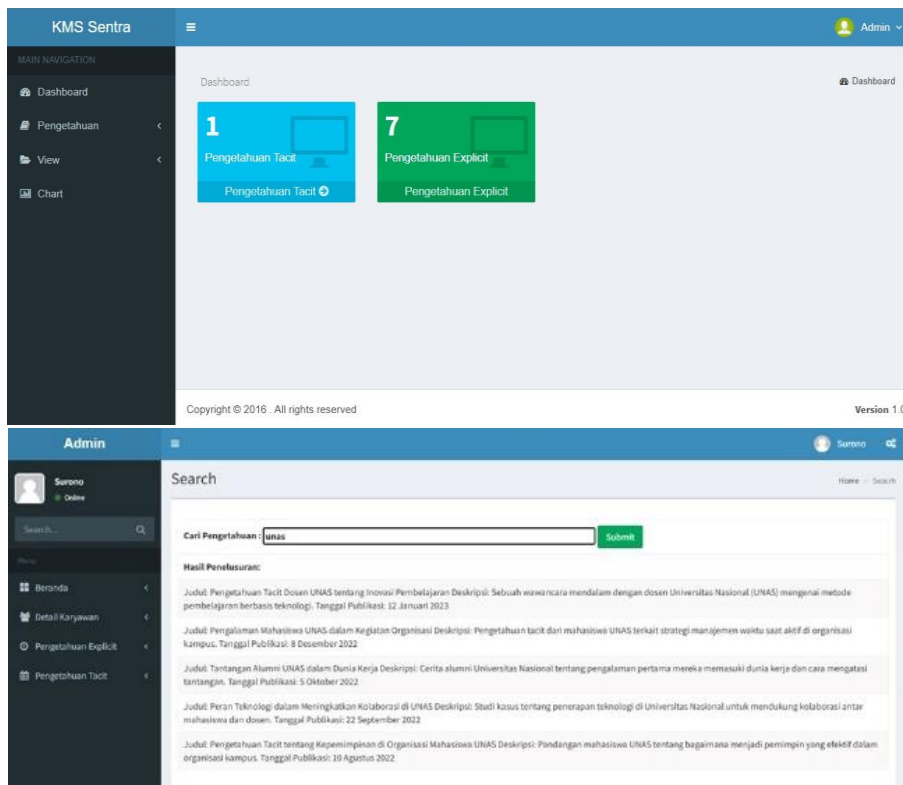 KMS Sentra
Admin
MAIN NAVIGATION
Dashboard
Pengetahuan
View
Chart
Dashboard
Dashboard
1
Pengetahuan Tacit
Pengetahuan Tacit
7
Pengetahuan Explicit
Pengetahuan Explicit
Copyright © 2016 . All rights reserved
Version 1.0
Admin
Surono
Surono
Online
Search...
Menu
Beranda
Detail Karyawan
Pengetahuan Explicit
Pengetahuan Tacit
Search
Home > Search
Cari Pengetahuan : unas
Submit
Hasil Penelusuran:
Judul: Pengetahuan Tacit Dosen UNAS tentang Inovasi Pembelajaran Deskripsi: Sebuah wawancara mendalam dengan dosen Universitas Nasional (UNAS) mengenai metode
pembelajaran berbasis teknologi. Tanggal Publikasi: 12 Januari 2023
Judul: Pengalaman Mahasiswa UNAS dalam Kegiatan Organisasi Deskripsi: Pengetahuan tacit dari mahasiswa UNAS terkait strategi manajemen waktu saat aktif di organisasi
kampus. Tanggal Publikasi: 8 Desember 2022
Judul: Tantangan Alumni UNAS dalam Dunia Kerja Deskripsi: Cerita alumni Universitas Nasional tentang pengalaman pertama mereka memasuki dunia kerja dan cara mengatasi
tantangan. Tanggal Publikasi: 5 Oktober 2022
Judul: Peran Teknologi dalam Meningkatkan Kolaborasi di UNAS Deskripsi: Studi kasus tentang penerapan teknologi di Universitas Nasional untuk mendukung kolaborasi antar
mahasiswa dan dosen. Tanggal Publikasi: 22 September 2022
Judul: Pengetahuan Tacit tentang Kepemimpinan di Organisasi Mahasiswa UNAS Deskripsi: Pandangan mahasiswa UNAS tentang bagaimana menjadi pemimpin yang efektif dalam
organisasi kampus. Tanggal Publikasi: 10 Agustus 2022